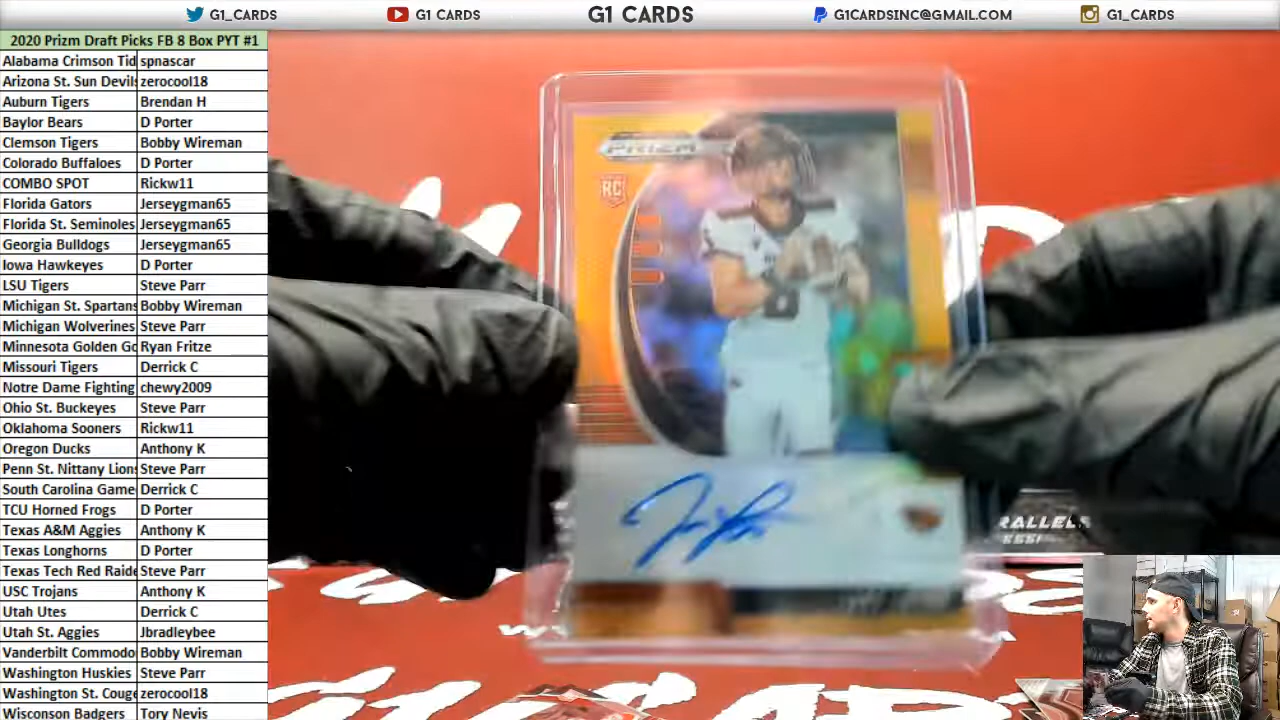 G1_CARDS
G1 CARDS
G1 CARDS
G1CARDSINC@GMAIL.COM
G1_CARDS
2020 Prizm Draft Picks FB 8 Box PYT #1
Alabama Crimson Tid spnascar
Arizona St. Sun Devils zerocool18
Auburn Tigers Brendan H
Baylor Bears D Porter
Clemson Tigers Bobby Wireman
Colorado Buffaloes D Porter
COMBO SPOT Rickw11
Florida Gators Jerseygman65
Florida St. Seminoles Jerseygman65
Georgia Bulldogs Jerseygman65
Iowa Hawkeyes D Porter
LSU Tigers Steve Parr
Michigan St. Spartans Bobby Wireman
Michigan Wolverines Steve Parr
Minnesota Golden Go Ryan Fritze
Missouri Tigers Derrick C
Notre Dame Fighting chewy2009
Ohio St. Buckeyes Steve Parr
Oklahoma Sooners Rickw11
Oregon Ducks Anthony K
Penn St. Nittany Lions Steve Parr
South Carolina Game Derrick C
TCU Horned Frogs D Porter
Texas A&M Aggies Anthony K
Texas Longhorns D Porter
Texas Tech Red Raide Steve Parr
USC Trojans Anthony K
Utah Utes Derrick C
Utah St. Aggies Jbradleybee
Vanderbilt Commodo Bobby Wireman
Washington Huskies Steve Parr
Washington St. Couge zerocool18
Wisconsin Badgers Tory Nevis
PRIZM
RC
RALLELS